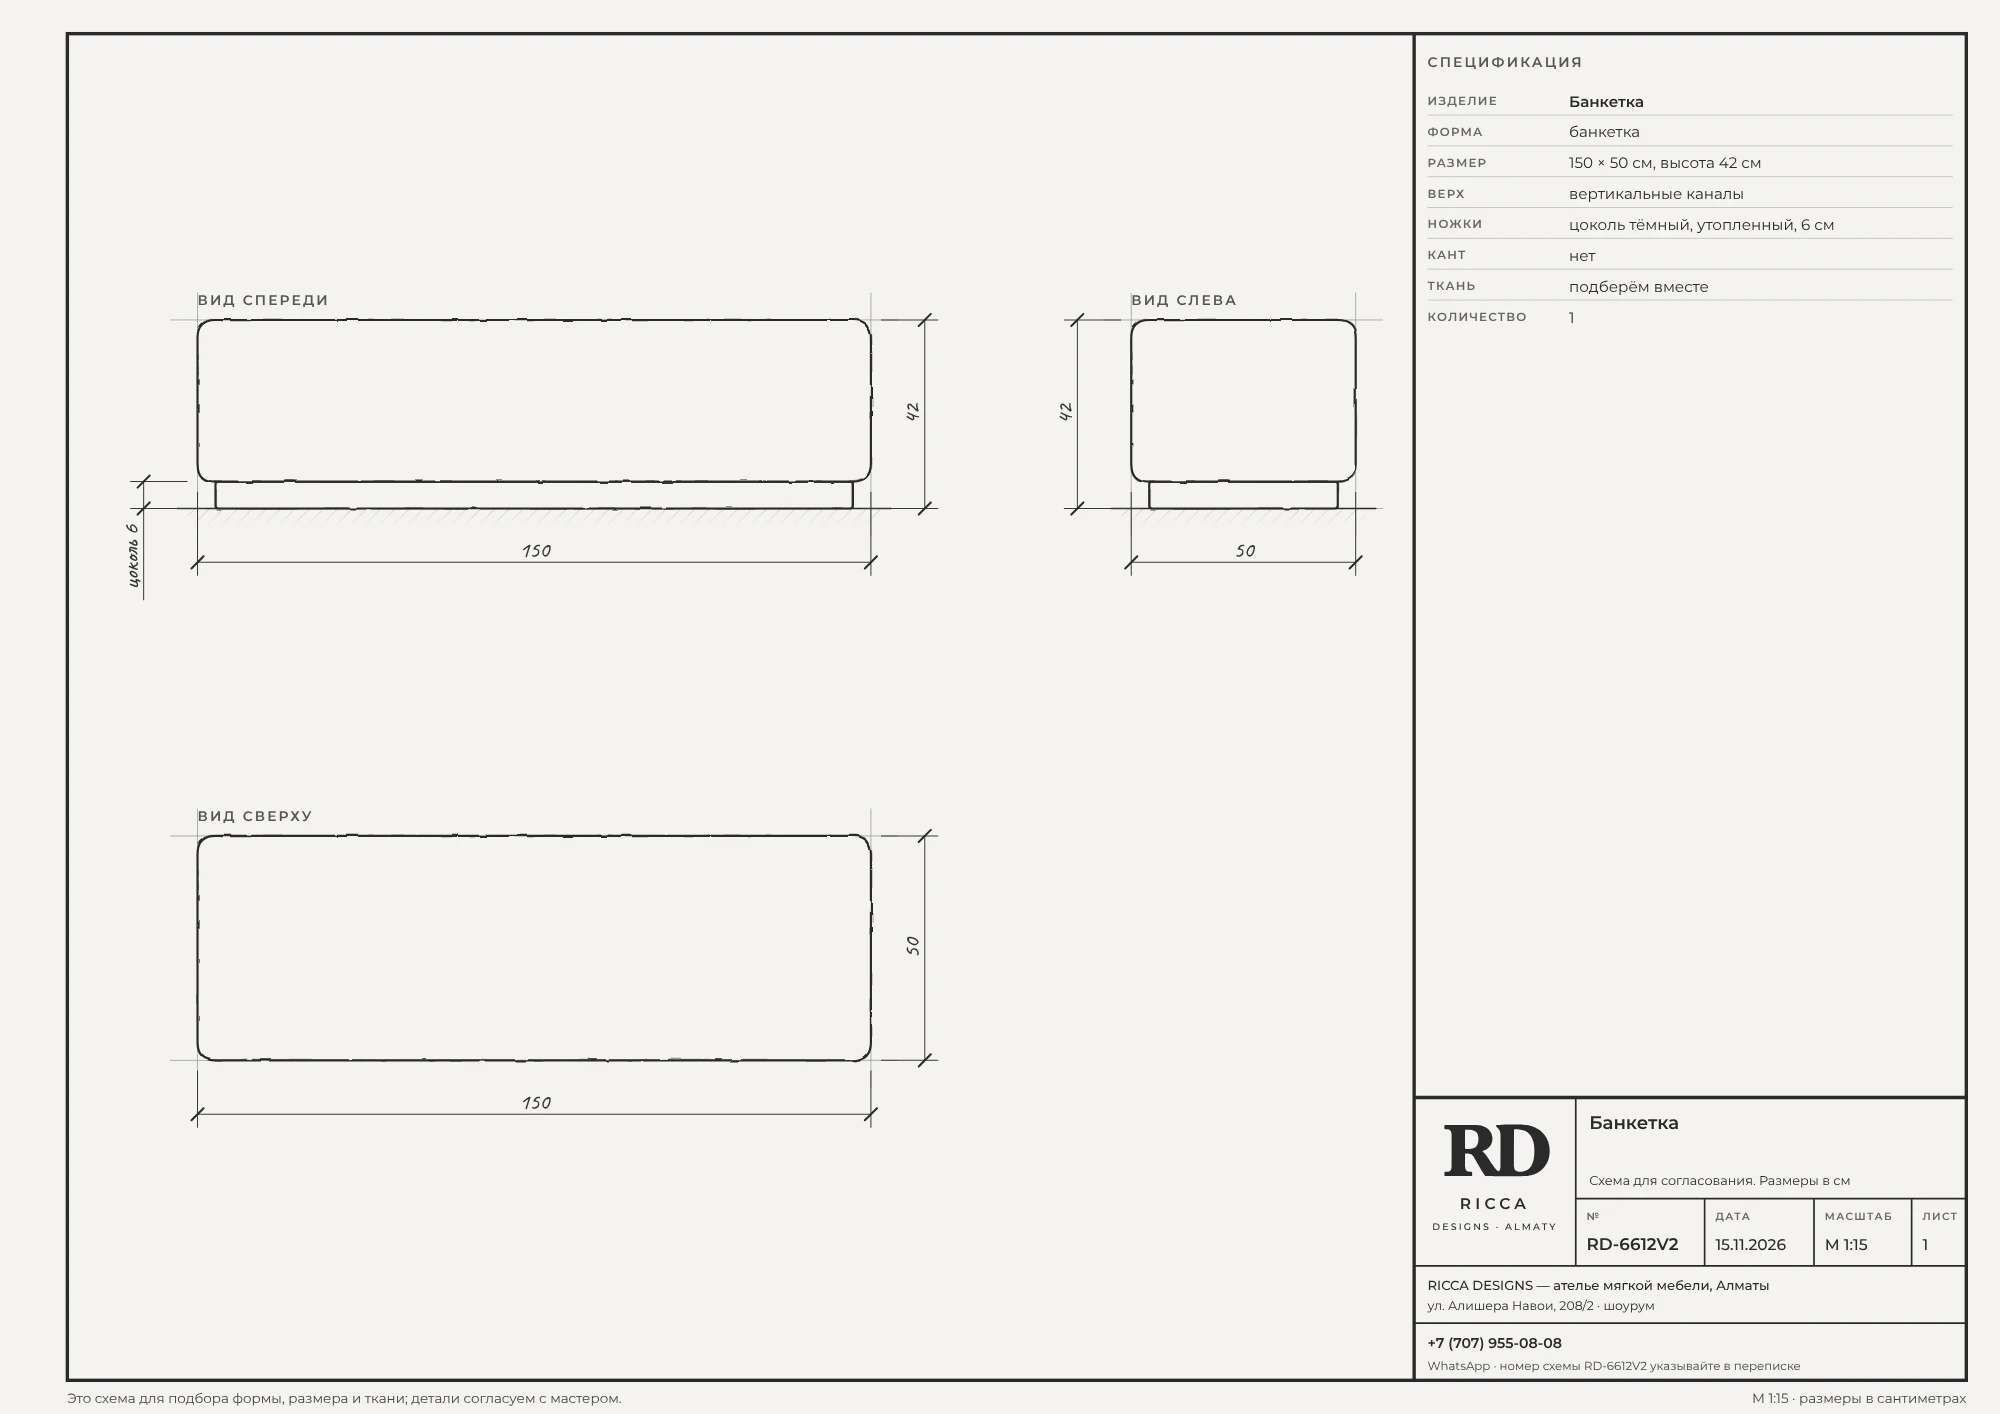 ВИД СПЕРЕДИ
42
цоколь 6
150
ВИД СЛЕВА
42
50
ВИД СВЕРХУ
50
150
СПЕЦИФИКАЦИЯ
ИЗДЕЛИЕ Банкетка
ФОРМА банкетка
РАЗМЕР 150 × 50 см, высота 42 см
ВЕРХ вертикальные каналы
НОЖКИ цоколь тёмный, утопленный, 6 см
КАНТ нет
ТКАНЬ подберём вместе
КОЛИЧЕСТВО 1
RD
RICCA
DESIGNS · ALMATY
Банкетка
Схема для согласования. Размеры в см
№ ДАТА МАСШТАБ ЛИСТ
RD-6612V2 15.11.2026 М 1:15 1
RICCA DESIGNS — ателье мягкой мебели, Алматы
ул. Алишера Навои, 208/2 · шоурум
+7 (707) 955-08-08
WhatsApp · номер схемы RD-6612V2 указывайте в переписке
Это схема для подбора формы, размера и ткани; детали согласуем с мастером.
М 1:15 · размеры в сантиметрах